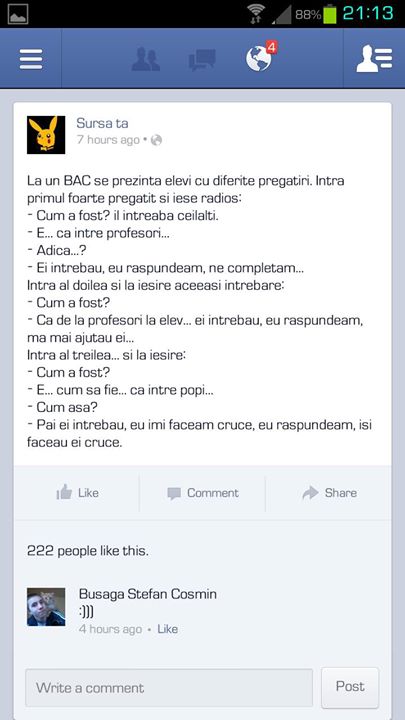 88% 21:13
4
Sursa ta
7 hours ago •
La un BAC se prezinta elevi cu diferite pregatiri. Intra
primul foarte pregatit si iese radios:
- Cum a fost? il intreaba ceilalti.
- E... ca intre profesori...
- Adica...?
- Ei intrebau, eu raspundeam, ne completam...
Intra al doilea si la iesire aceeasi intrebare:
- Cum a fost?
- Ca de la profesori la elev... ei intrebau, eu raspundeam,
ma mai ajutau ei...
Intra al treilea... si la iesire:
- Cum a fost?
- E... cum sa fie... ca intre popi...
- Cum asa?
- Pai ei intrebau, eu imi faceam cruce, eu raspundeam, isi
faceau ei cruce.
Like Comment Share
222 people like this.
Busaga Stefan Cosmin
:)))
4 hours ago • Like
Write a comment Post